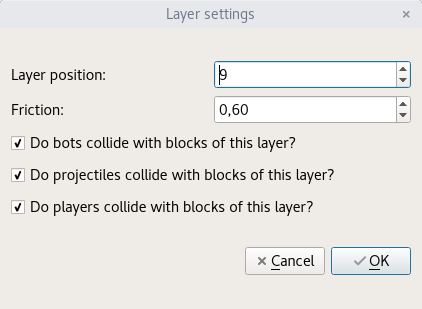 Layer settings
Layer position: 9
Friction: 0,60
Do bots collide with blocks of this layer?
Do projectiles collide with blocks of this layer?
Do players collide with blocks of this layer?
Cancel OK